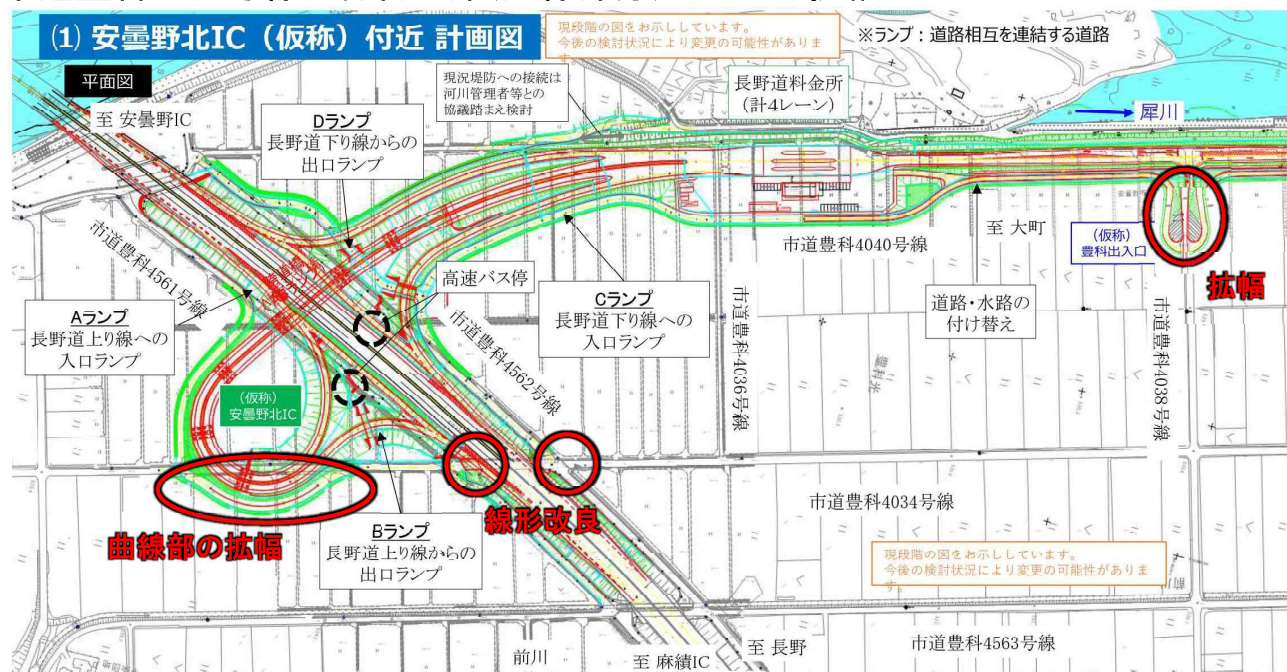 (1) 安曇野北IC（仮称）付近 計画図
現段階の図をお示ししています。
今後の検討状況により変更の可能性があります。
※ランプ：道路相互を連結する道路
平面図
至 安曇野IC
Dランプ
長野道下り線からの
出口ランプ
現況堤防への接続は
河川管理者等との
協議踏まえ検討
長野道料金所
(計4レーン)
犀川
市道豊科4561号線
Aランプ
長野道上り線への
入口ランプ
高速バス停
市道豊科4562号線
Cランプ
長野道下り線への
入口ランプ
市道豊科4040号線
至 大町
（仮称）
豊科出入口
拡幅
道路・水路の
付け替え
市道豊科4036号線
市道豊科4038号線
（仮称）
安曇野北IC
曲線部の拡幅
線形改良
Bランプ
長野道上り線からの
出口ランプ
市道豊科4034号線
現段階の図をお示ししています。
今後の検討状況により変更の可能性があります。
前川
前川
至 麻績IC
至 長野
市道豊科4563号線